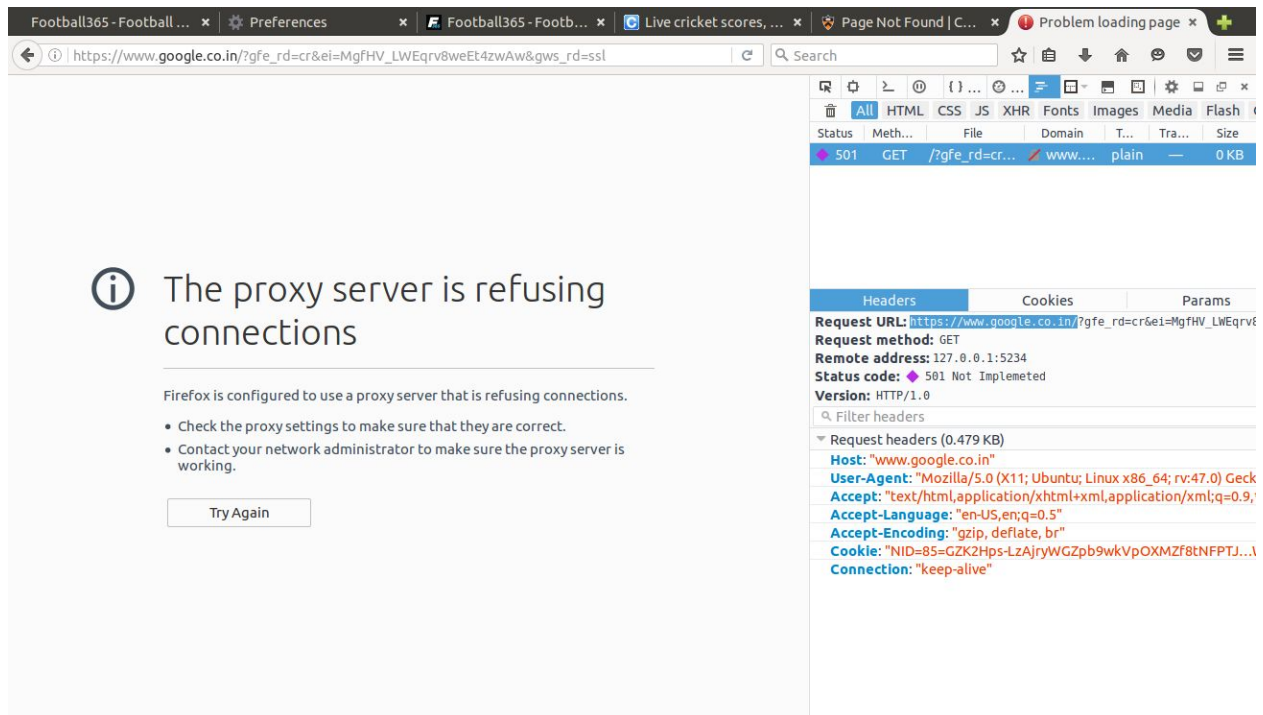 Football365 - Football ... × Preferences × Football365 - Footb... × Live cricket scores, ... × Page Not Found | C... × Problem loading page ×
https://www.google.co.in/?gfe_rd=cr&ei=MgfHV_LWEqrv8weEt4zwAw&gws_rd=ssl Search
{ } ... ...
All HTML CSS JS XHR Fonts Images Media Flash
Status Meth... File Domain T... Tra... Size
501 GET /?gfe_rd=cr... www.... plain — 0 KB
The proxy server is refusing
connections
Firefox is configured to use a proxy server that is refusing connections.
• Check the proxy settings to make sure that they are correct.
• Contact your network administrator to make sure the proxy server is
working.
Try Again
Headers Cookies Params
Request URL: https://www.google.co.in/?gfe_rd=cr&ei=MgfHV_LWEqrv8
Request method: GET
Remote address: 127.0.0.1:5234
Status code: 501 Not Implemeted
Version: HTTP/1.0
Filter headers
Request headers (0.479 KB)
Host: "www.google.co.in"
User-Agent: "Mozilla/5.0 (X11; Ubuntu; Linux x86_64; rv:47.0) Geck
Accept: "text/html,application/xhtml+xml,application/xml;q=0.9,
Accept-Language: "en-US,en;q=0.5"
Accept-Encoding: "gzip, deflate, br"
Cookie: "NID=85=GZK2Hps-LzAjryWGZpb9wkVpOXMZf8tNFPTJ...
Connection: "keep-alive"